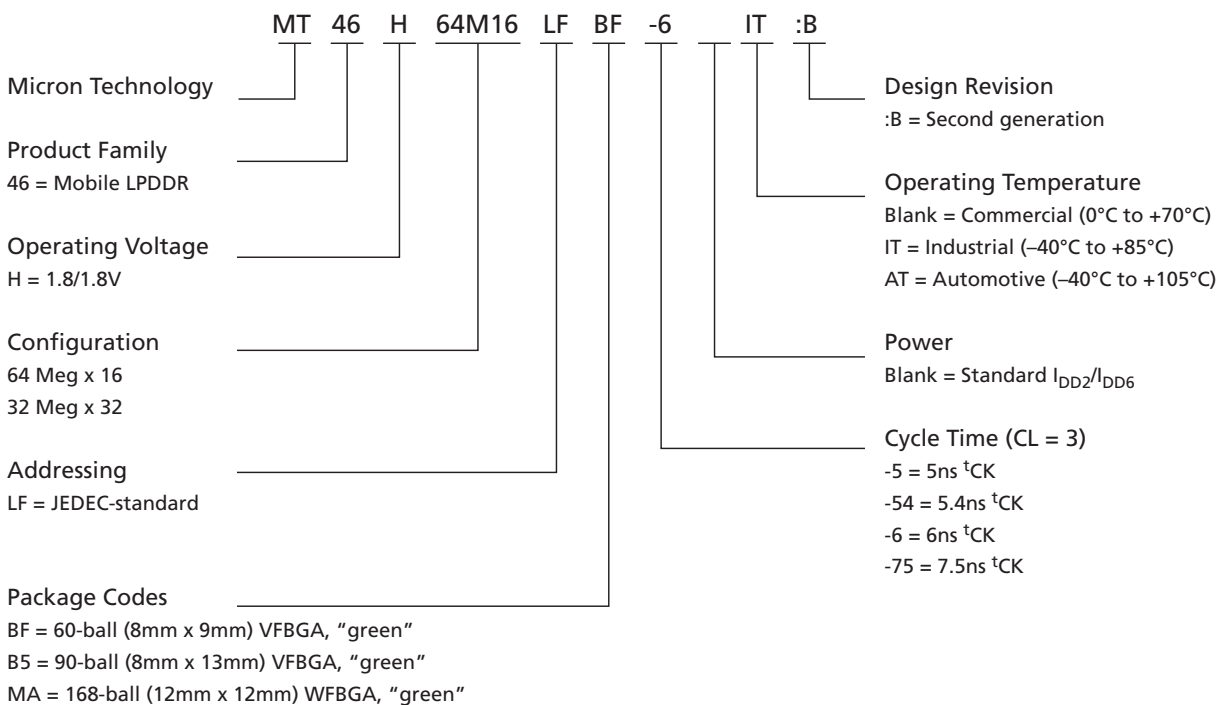 MT 46 H 64M16 LF BF -6 IT :B
Micron Technology
Product Family
46 = Mobile LPDDR
Operating Voltage
H = 1.8/1.8V
Configuration
64 Meg x 16
32 Meg x 32
Addressing
LF = JEDEC-standard
Package Codes
BF = 60-ball (8mm x 9mm) VFBGA, “green”
B5 = 90-ball (8mm x 13mm) VFBGA, “green”
MA = 168-ball (12mm x 12mm) WFBGA, “green”
Design Revision
:B = Second generation
Operating Temperature
Blank = Commercial (0°C to +70°C)
IT = Industrial (–40°C to +85°C)
AT = Automotive (–40°C to +105°C)
Power
Blank = Standard IDD2/IDD6
Cycle Time (CL = 3)
-5 = 5ns tCK
-54 = 5.4ns tCK
-6 = 6ns tCK
-75 = 7.5ns tCK